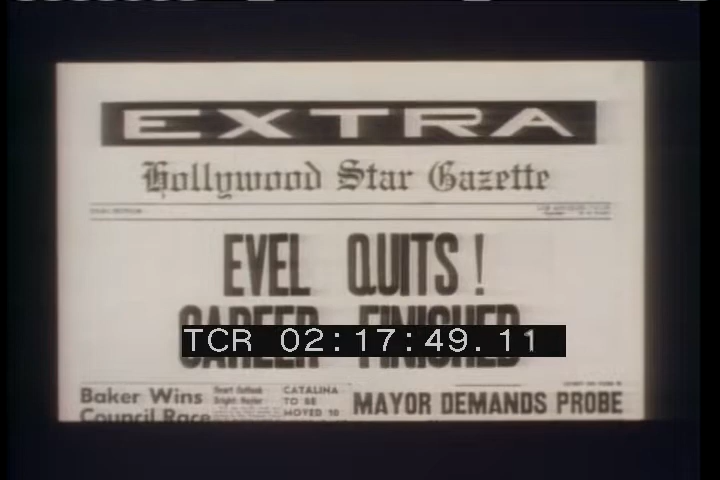 EXTRA
Hollywood Star Gazette
EVEL QUITS!
CAREER FINISHED
TCR 02:17:49.11
Baker Wins
Council Race
CATALINA
TO BE
MOVED 10
MAYOR DEMANDS PROBE